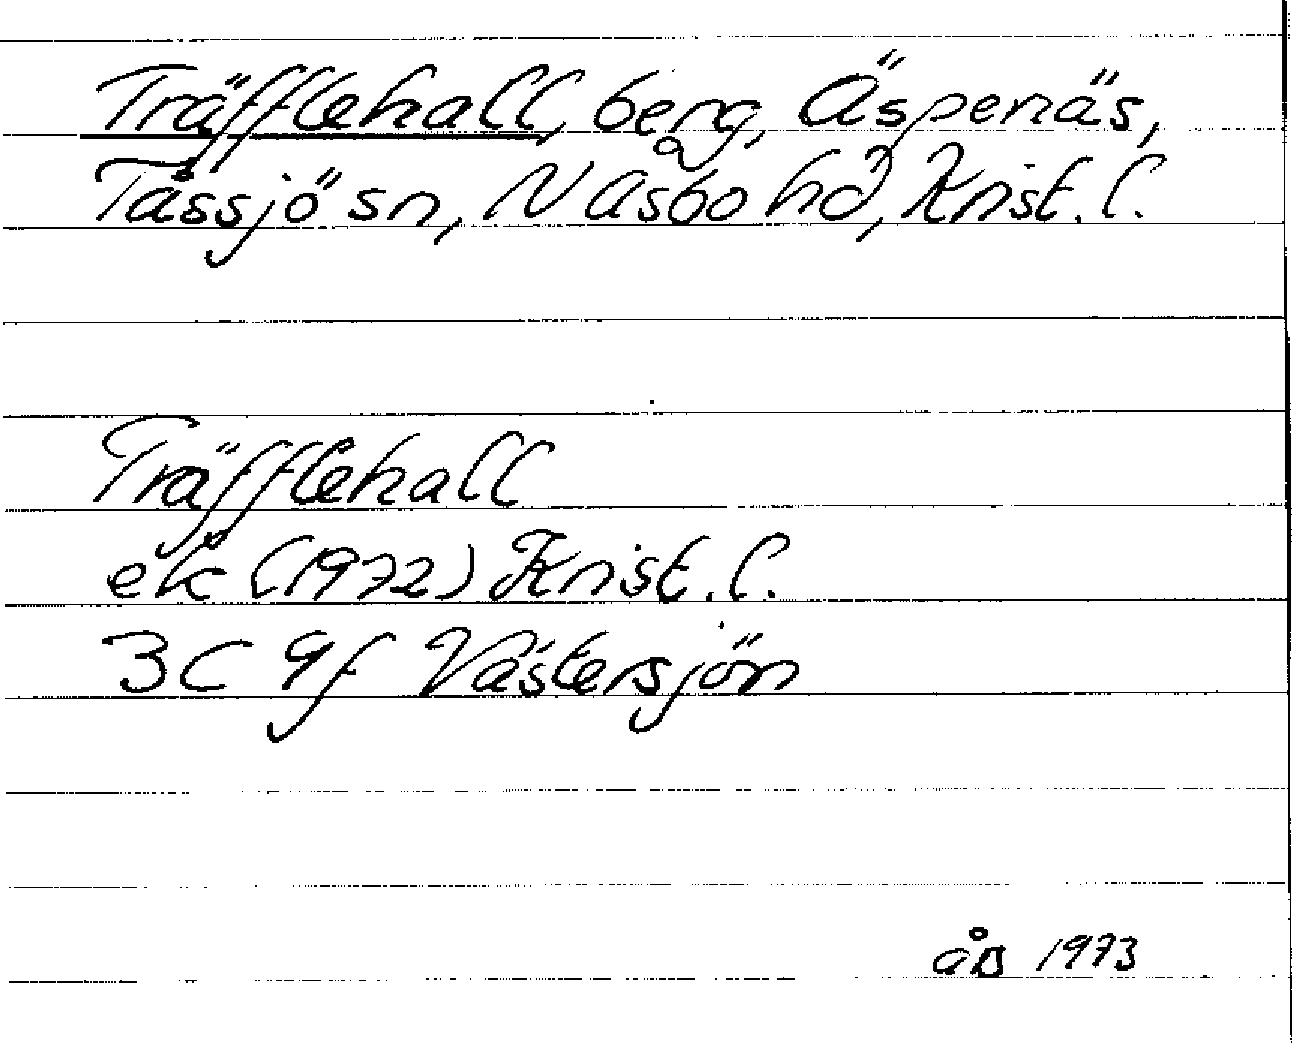 Träfflehall, berg, Äspenäs,
Tåssjö sn, N Åsbo hd, Krist. l.
Träfflehall
ek (1972) Krist. l.
3C 9f Västersjön
åB 1973